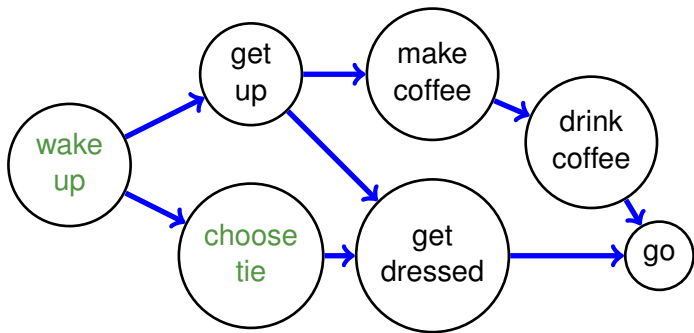 wake
up
get
up
make
coffee
drink
coffee
choose
tie
get
dressed
go